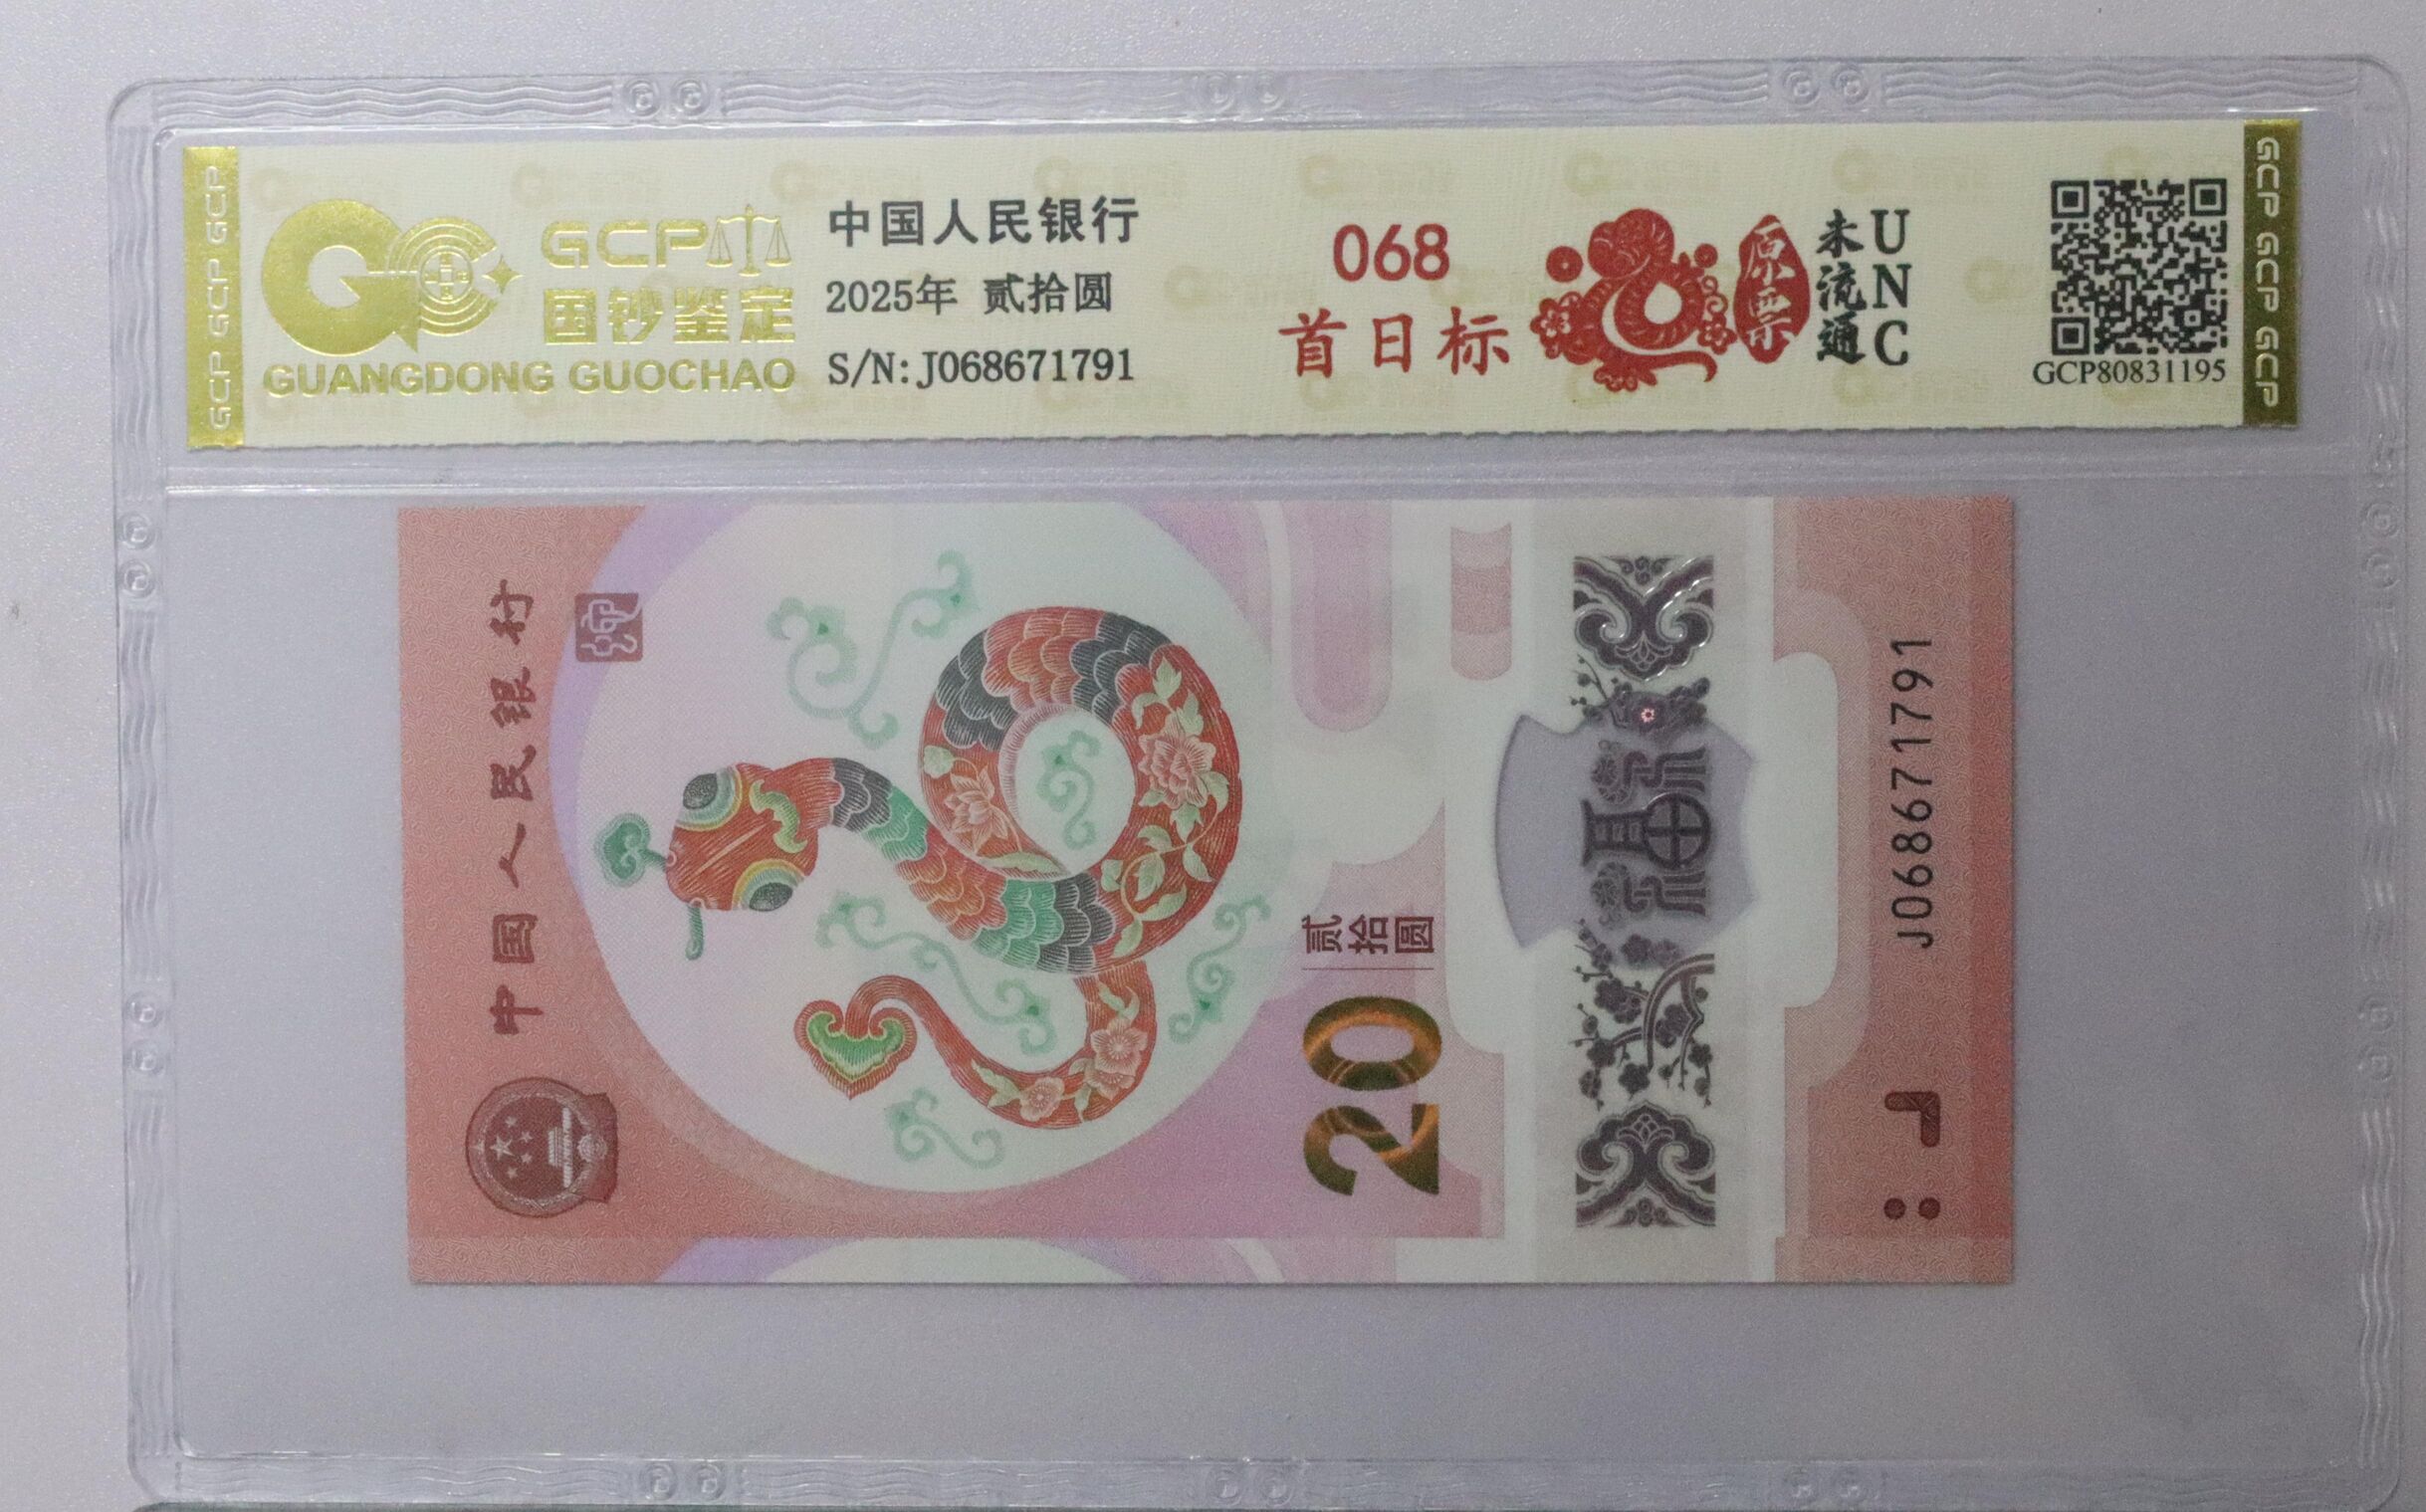 GCP GCP GCP
GCP
国钞鉴定
GUANGDONG GUOCHAO
中国人民银行
2025年 贰拾圆
S/N:J068671791
068
首日标
原票
未流通
UNC
GCP80831195
GCP GCP GCP
中国人民银行
20
贰拾圆
福
J068671791